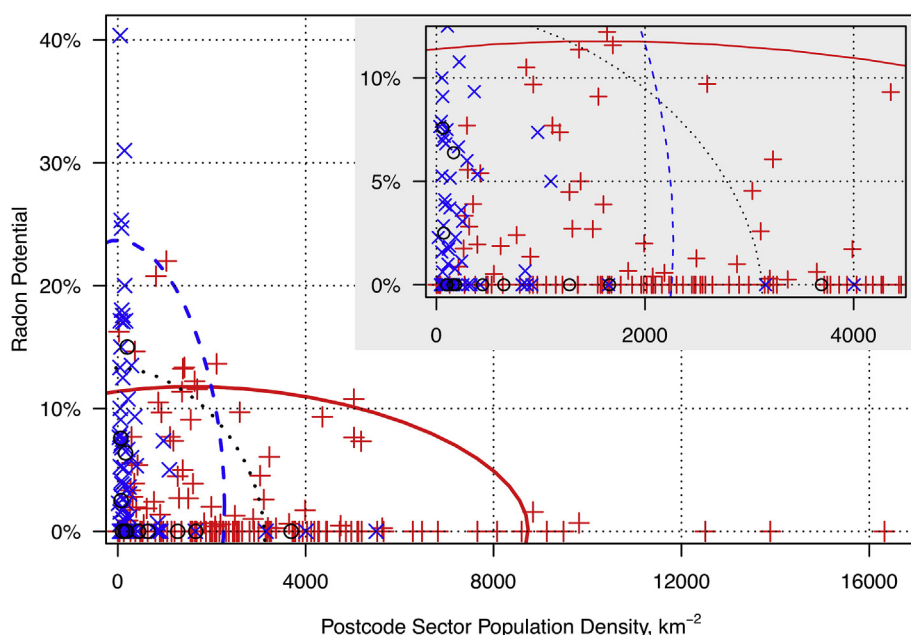 40%
30%
20%
10%
0%
Radon Potential
10%
5%
0%
0 2000 4000
0 4000 8000 12000 16000
Postcode Sector Population Density, km⁻²